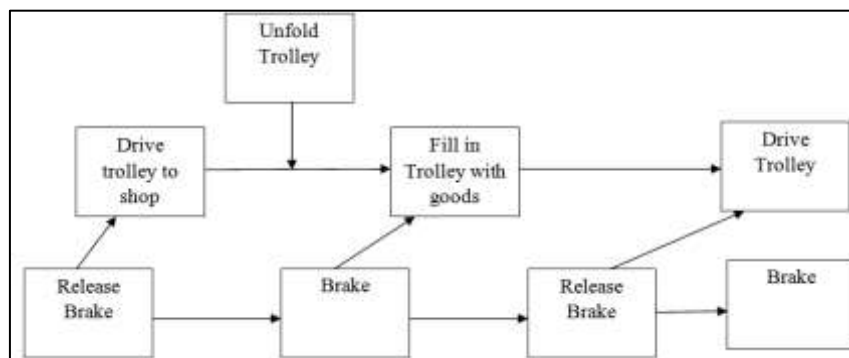 Unfold
Trolley
Drive
trolley to
shop
Fill in
Trolley with
goods
Drive
Trolley
Release
Brake
Brake
Release
Brake
Brake